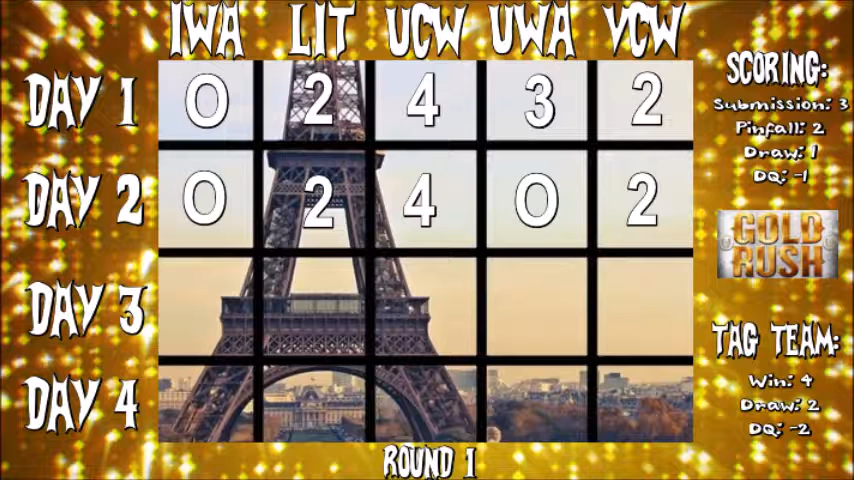 IWA LIT UCW UWA VCW
DAY 1 0 2 4 3 2
DAY 2 0 2 4 0 2
DAY 3
DAY 4
ROUND 1
SCORING:
Submission: 3
Pinfall: 2
Draw: 1
DQ: -1
GOLD
RUSH
TAG TEAM:
Win: 4
Draw: 2
DQ: -2